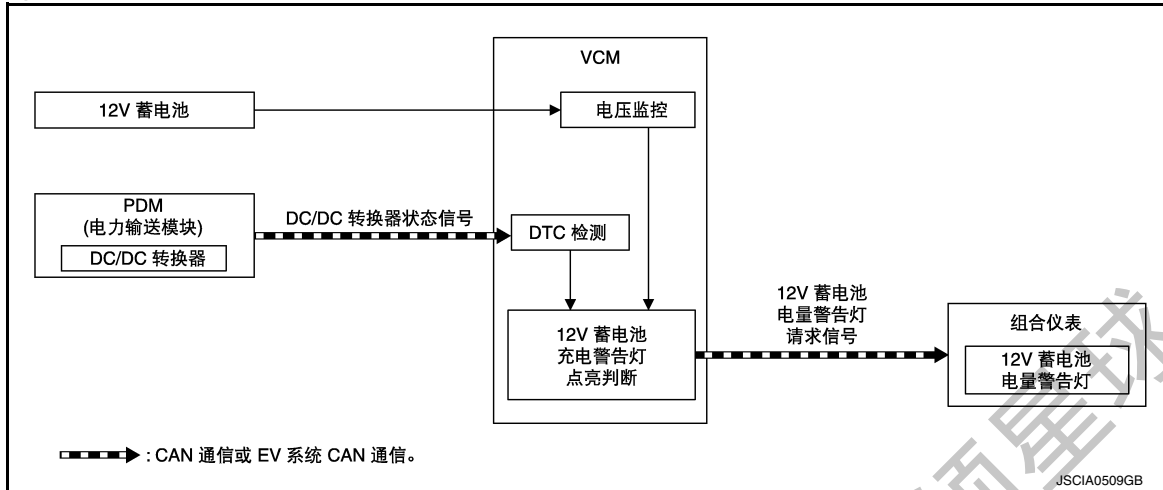 VCM
12V 蓄电池
电压监控
PDM
(电力输送模块)
DC/DC 转换器
DC/DC 转换器状态信号
DTC 检测
12V 蓄电池
充电警告灯
点亮判断
12V 蓄电池
电量警告灯
请求信号
组合仪表
12V 蓄电池
电量警告灯
: CAN 通信或 EV 系统 CAN 通信。
JSCIA0509GB
星球